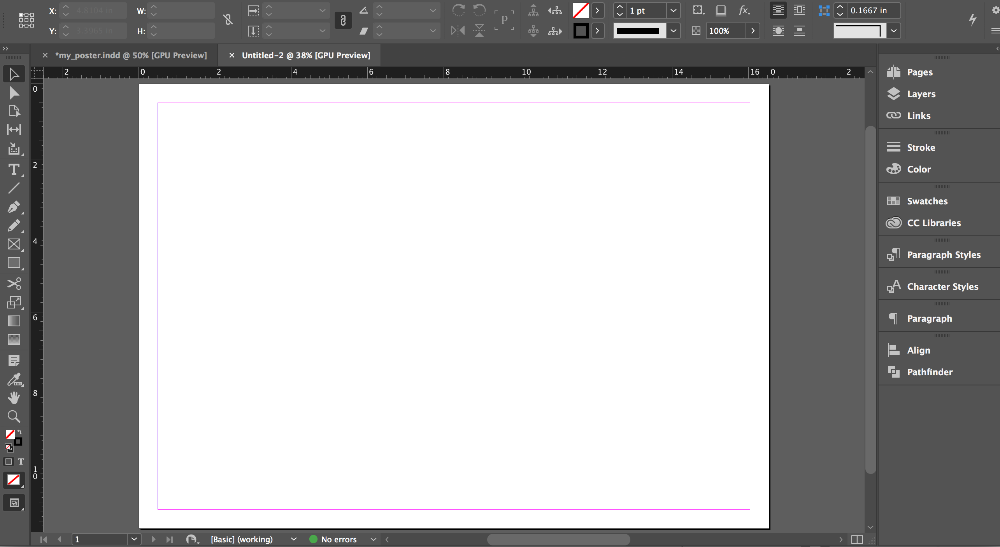 X: 4.8104 in W: 1 pt fx. 0.1667 in
Y: 3.3965 in H: P 100%
*my_poster.indd @ 50% [GPU Preview] Untitled-2 @ 38% [GPU Preview]
2 0 2 4 6 8 10 12 14 16 0 2
0
2
4
6
8
1
0
T
T
Pages
Layers
Links
Stroke
Color
Swatches
CC Libraries
Paragraph Styles
Character Styles
Paragraph
Align
Pathfinder
1 [Basic] (working) No errors